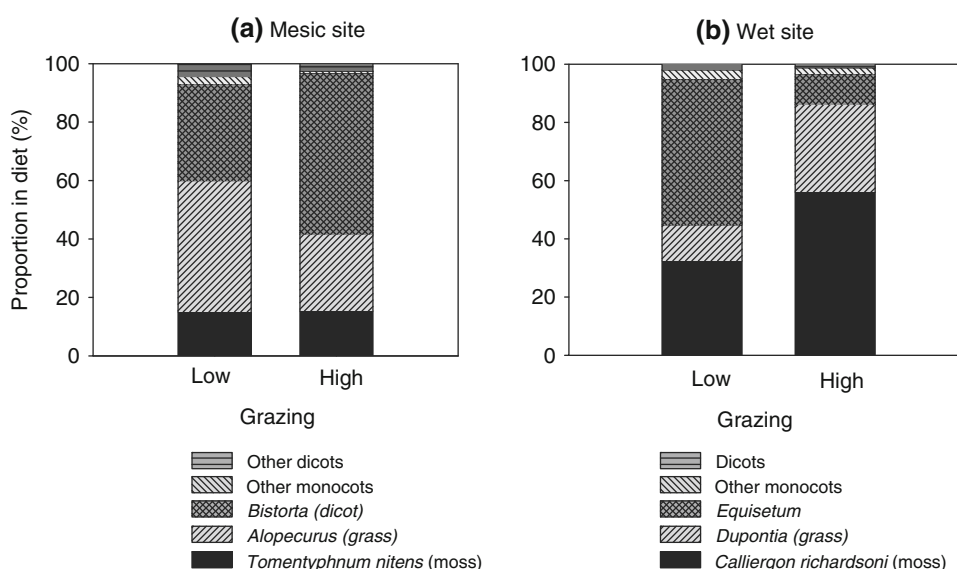 (a) Mesic site
Proportion in diet (%)
100
80
60
40
20
0
Low High
Grazing
Other dicots
Other monocots
Bistorta (dicot)
Alopecurus (grass)
Tomentyphnum nitens (moss)
(b) Wet site
100
80
60
40
20
0
Low High
Grazing
Dicots
Other monocots
Equisetum
Dupontia (grass)
Calliergon richardsoni (moss)